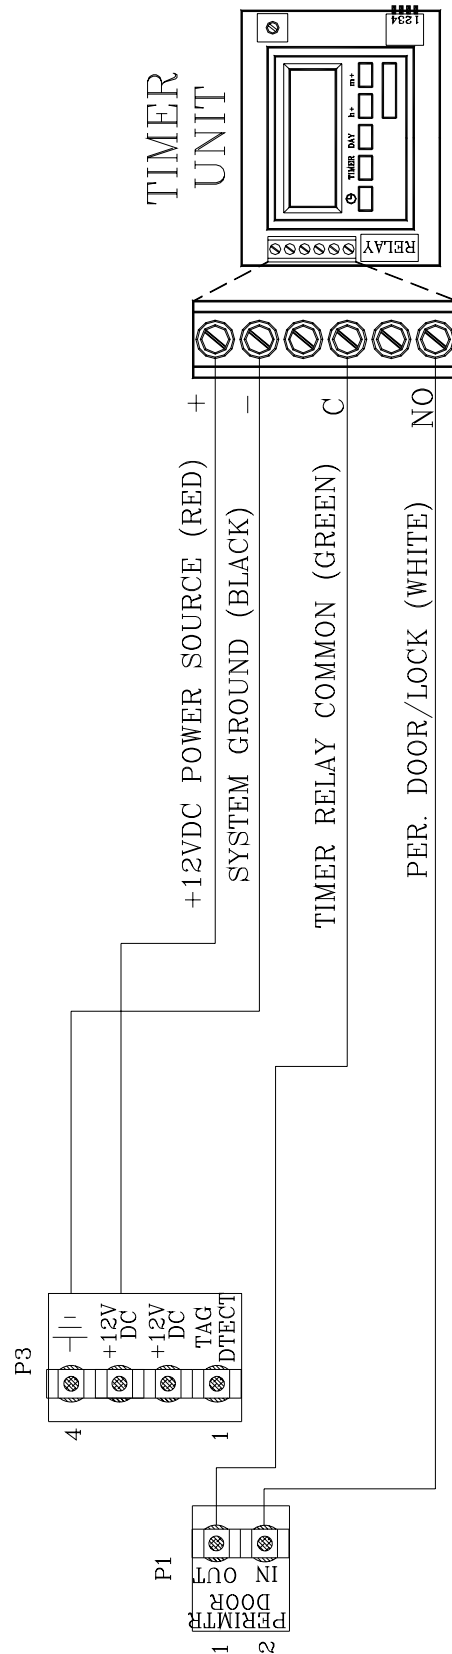 1234
TIMER
UNIT
m+
h+
DAY
TIMER
RELAY
+
-
C
NO
+12VDC POWER SOURCE (RED)
SYSTEM GROUND (BLACK)
TIMER RELAY COMMON (GREEN)
PER. DOOR/LOCK (WHITE)
P3
+12V
DC
+12V
DC
TAG
DTECT
4
1
P1
OUT
IN
PERIMTR
DOOR
1
2